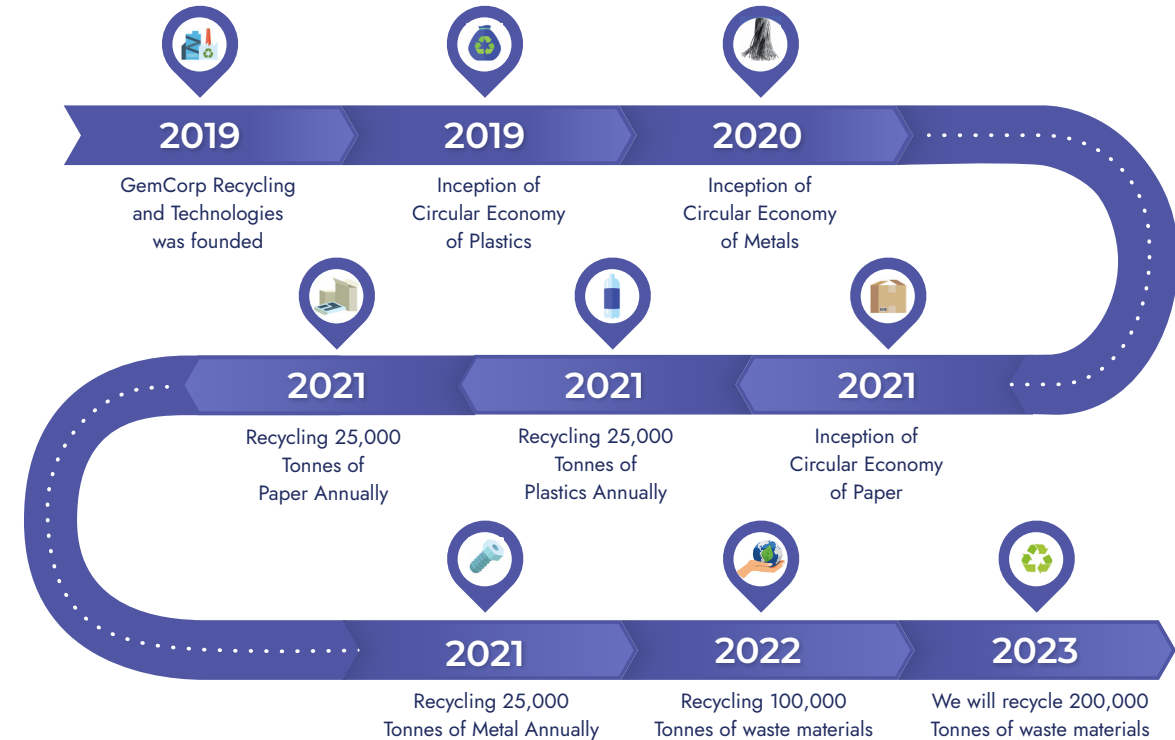 2019
GemCorp Recycling
and Technologies
was founded
2019
Inception of
Circular Economy
of Plastics
2020
Inception of
Circular Economy
of Metals
2021
Inception of
Circular Economy
of Paper
2021
Recycling 25,000
Tonnes of
Plastics Annually
2021
Recycling 25,000
Tonnes of
Paper Annually
2021
Recycling 25,000
Tonnes of Metal Annually
2022
Recycling 100,000
Tonnes of waste materials
2023
We will recycle 200,000
Tonnes of waste materials